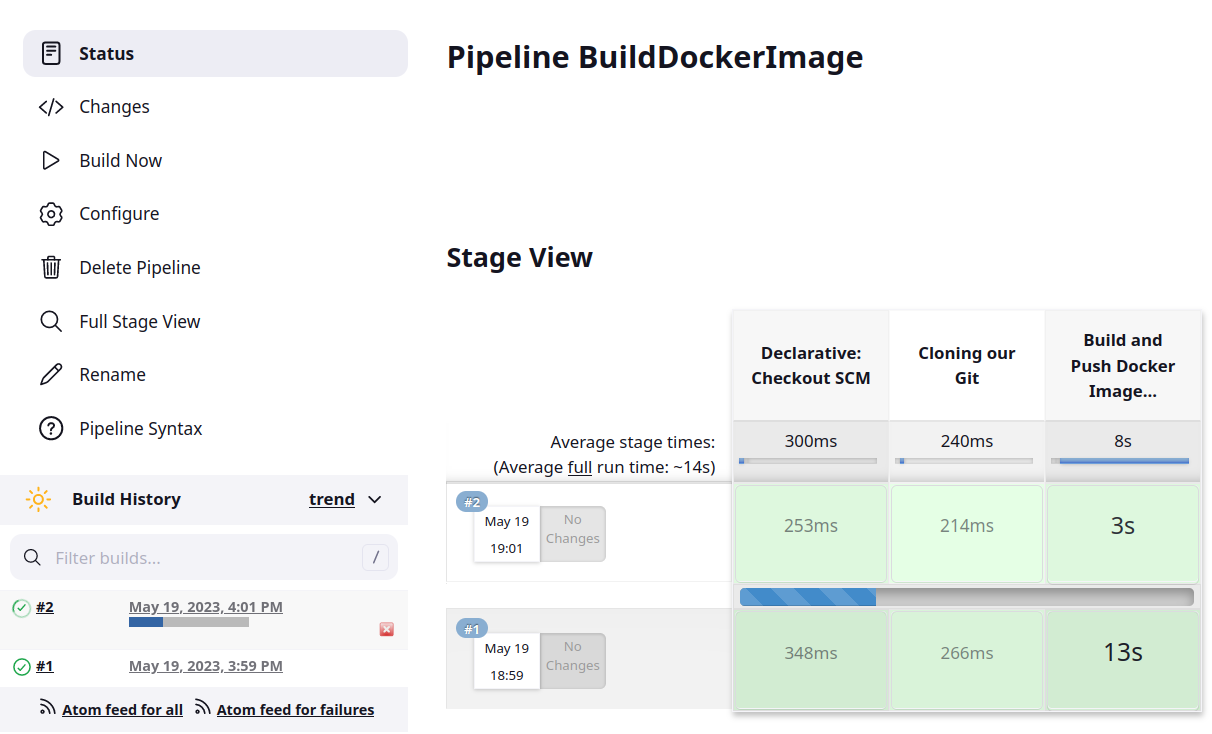 Status
Changes
Build Now
Configure
Delete Pipeline
Full Stage View
Rename
Pipeline Syntax
Build History
trend
Filter builds...
/
#2
May 19, 2023, 4:01 PM
#1
May 19, 2023, 3:59 PM
Atom feed for all
Atom feed for failures
Pipeline BuildDockerImage
Stage View
Declarative:
Checkout SCM
Cloning our
Git
Build and
Push Docker
Image...
Average stage times:
(Average full run time: ~14s)
300ms
240ms
8s
#2
May 19
19:01
No
Changes
253ms
214ms
3s
#1
May 19
18:59
No
Changes
348ms
266ms
13s